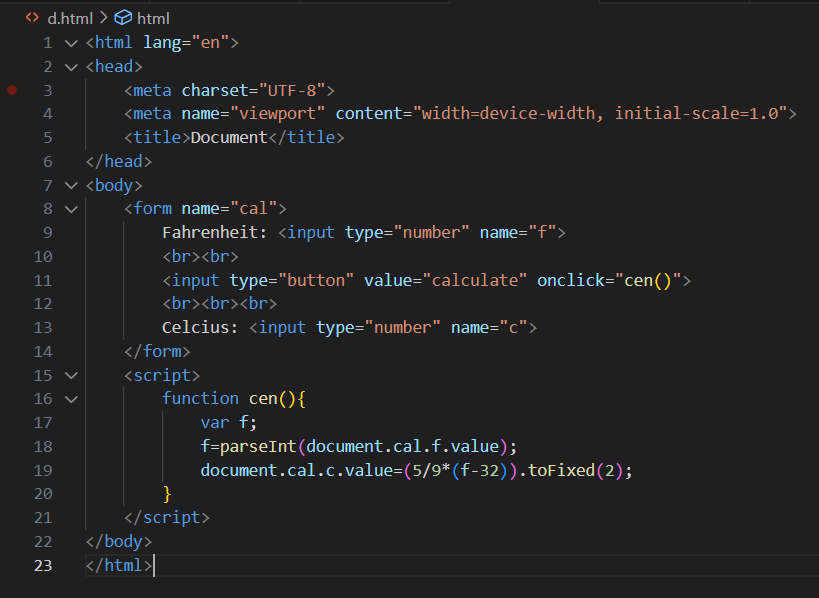 d.html > html
1 <html lang="en">
2 <head>
3     <meta charset="UTF-8">
4     <meta name="viewport" content="width=device-width, initial-scale=1.0">
5     <title>Document</title>
6 </head>
7 <body>
8     <form name="cal">
9         Fahrenheit: <input type="number" name="f">
10         <br><br>
11         <input type="button" value="calculate" onclick="cen()">
12         <br><br><br>
13         Celcius: <input type="number" name="c">
14     </form>
15     <script>
16         function cen(){
17             var f;
18             f=parseInt(document.cal.f.value);
19             document.cal.c.value=(5/9*(f-32)).toFixed(2);
20         }
21     </script>
22 </body>
23 </html>